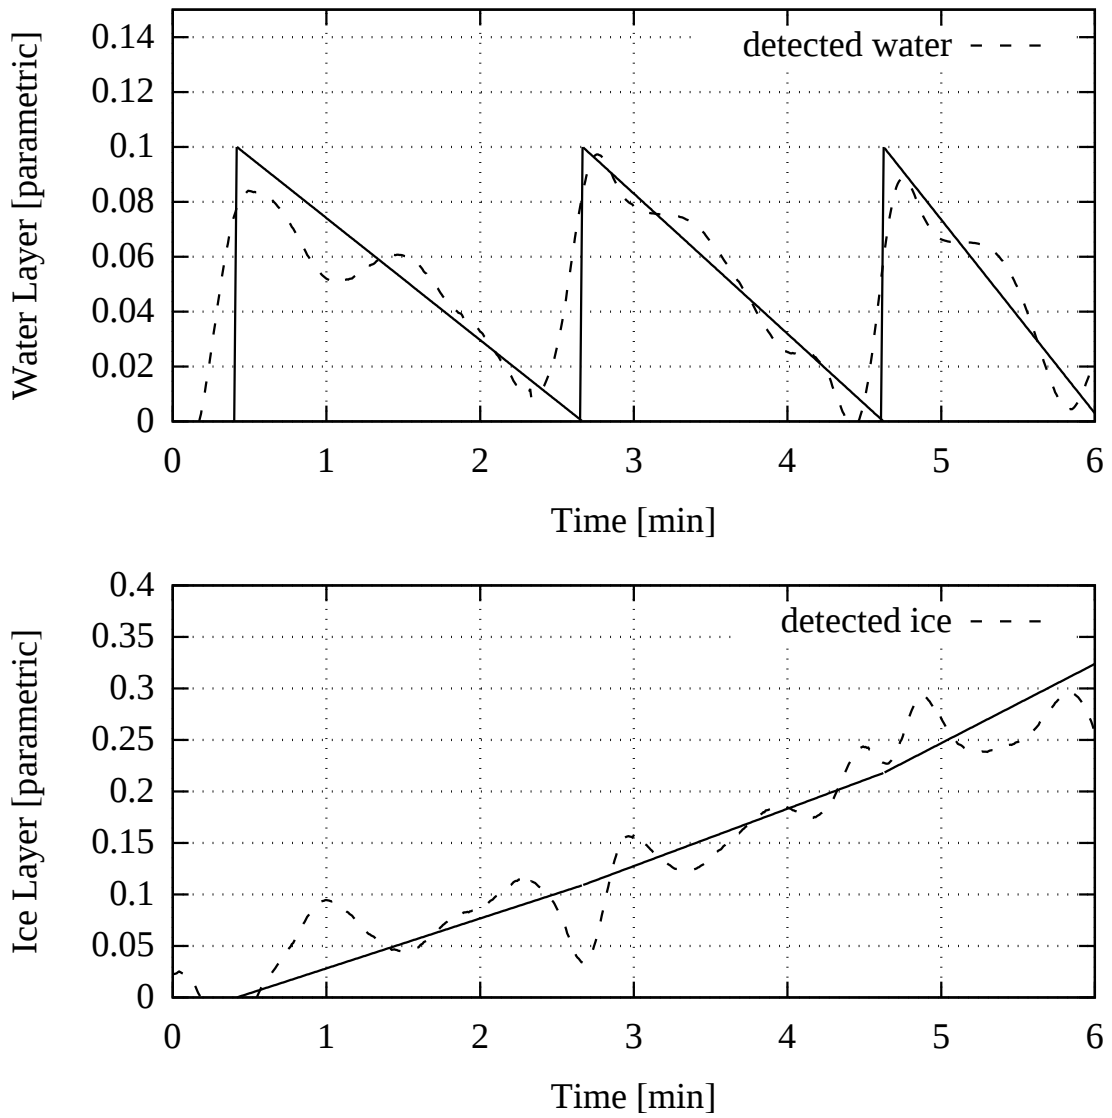 Water Layer [parametric]
0.14
0.12
0.1
0.08
0.06
0.04
0.02
0
detected water
0 1 2 3 4 5 6
Time [min]
Ice Layer [parametric]
0.4
0.35
0.3
0.25
0.2
0.15
0.1
0.05
0
detected ice
0 1 2 3 4 5 6
Time [min]